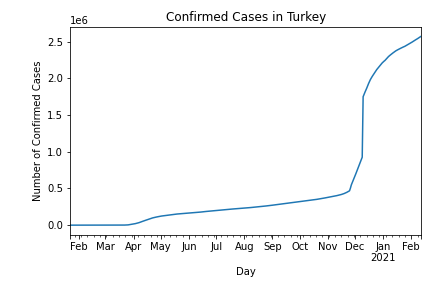 Confirmed Cases in Turkey
1e6
Number of Confirmed Cases
2.5
2.0
1.5
1.0
0.5
0.0
Feb Mar Apr May Jun Jul Aug Sep Oct Nov Dec Jan Feb
2021
Day